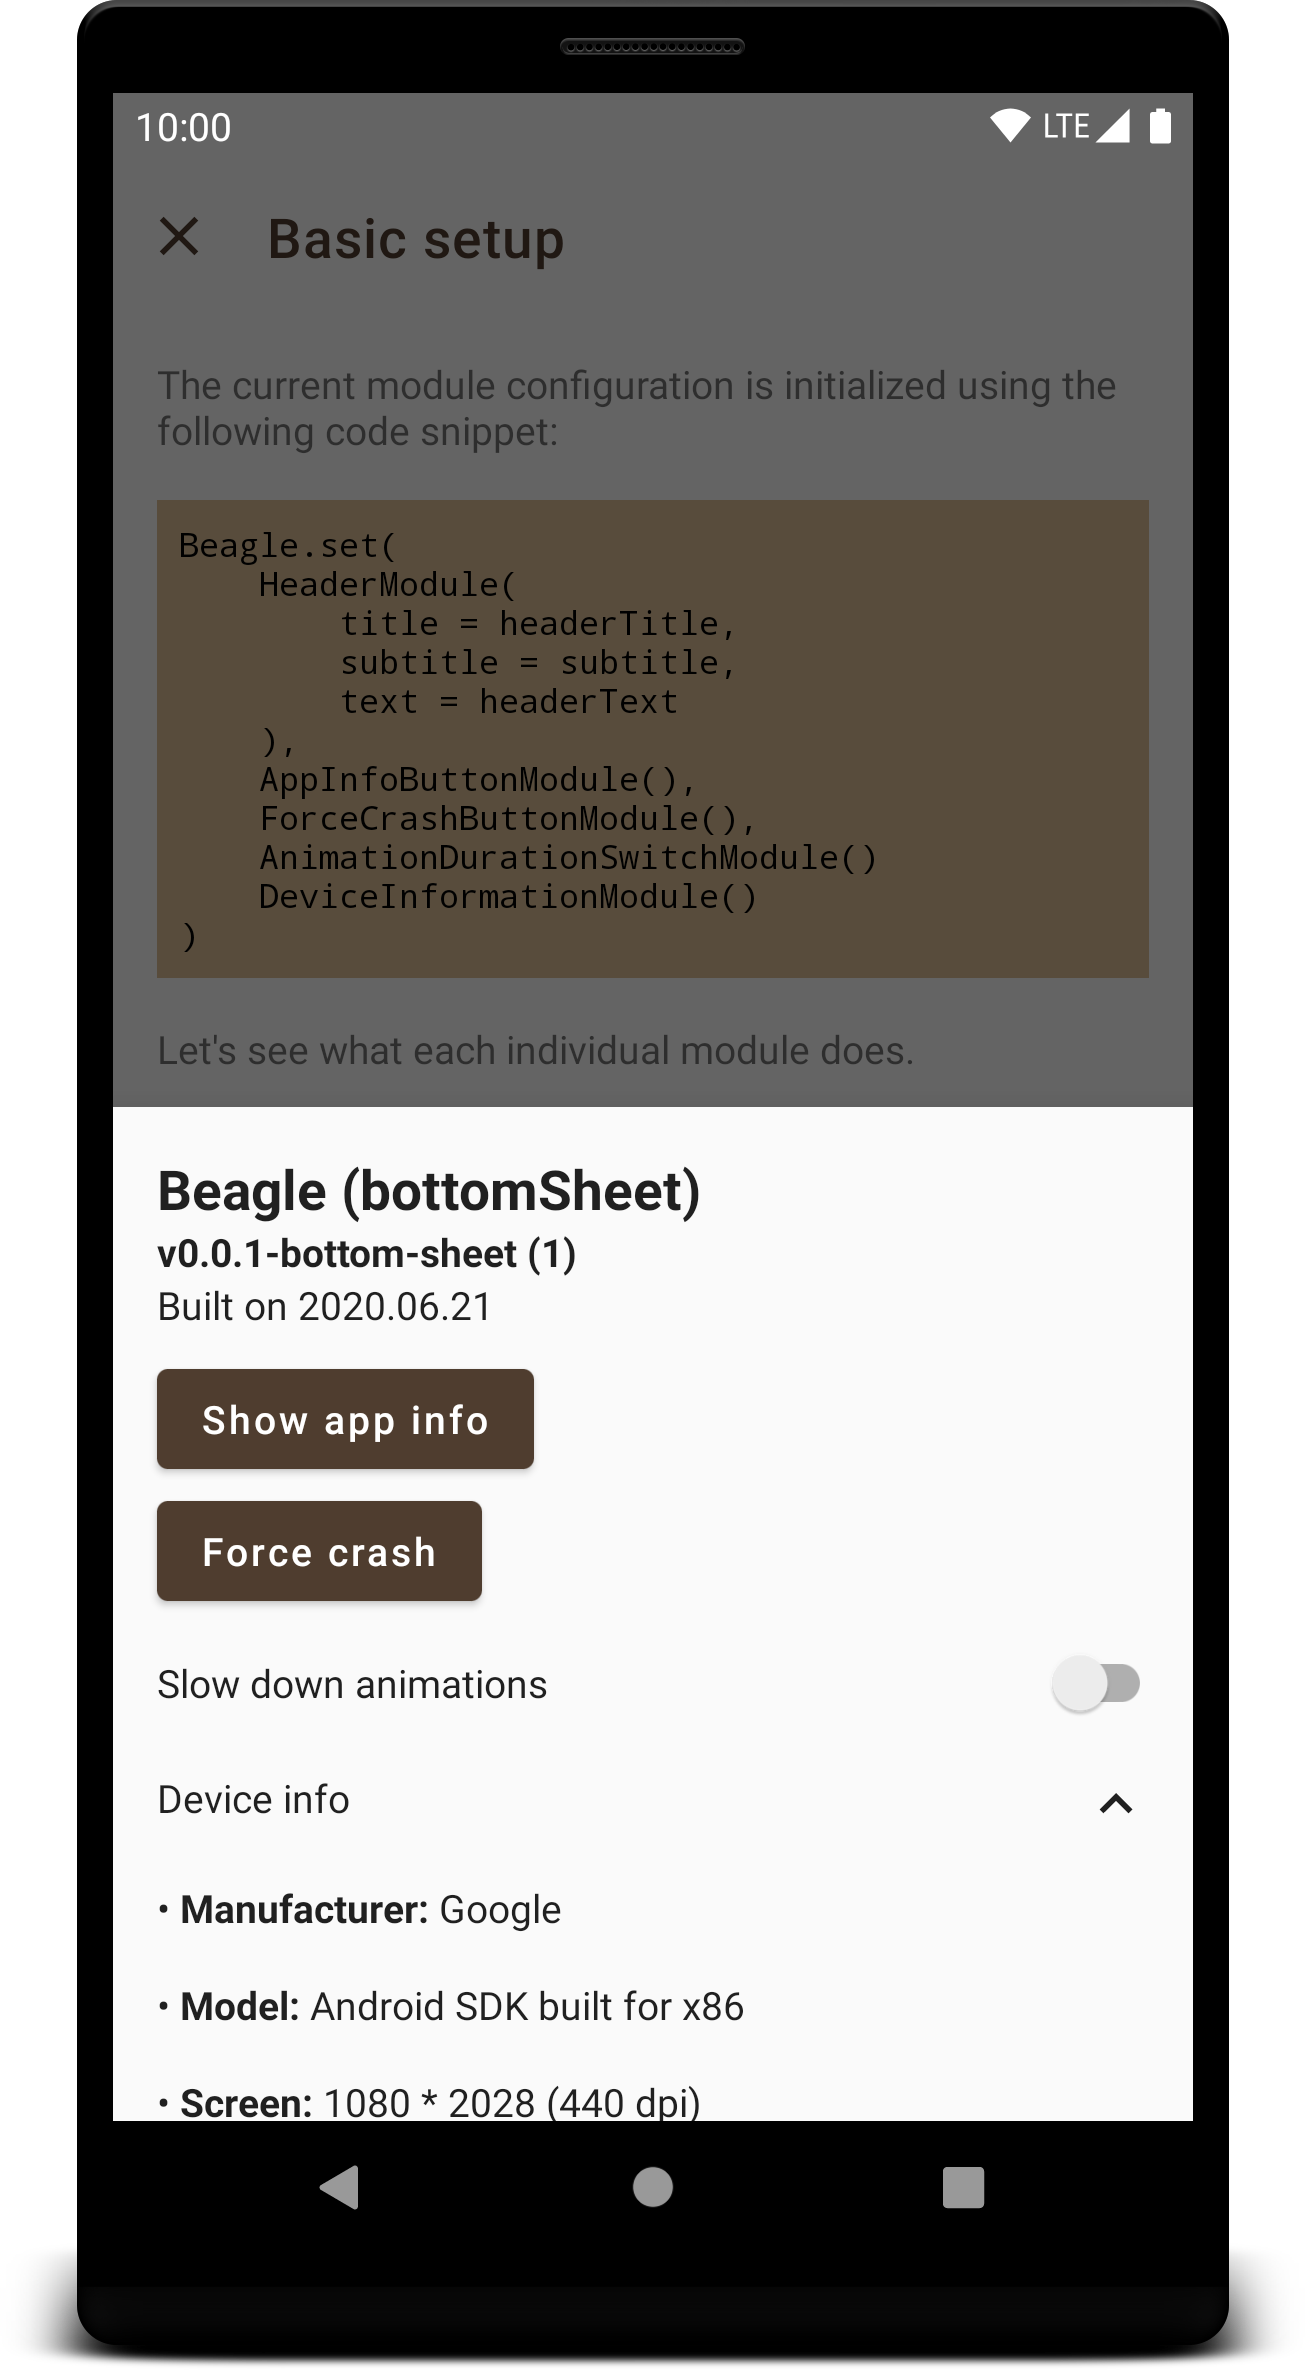 10:00
LTE
Basic setup
The current module configuration is initialized using the
following code snippet:
Beagle.set(
    HeaderModule(
        title = headerTitle,
        subtitle = subtitle,
        text = headerText
    ),
    AppInfoButtonModule(),
    ForceCrashButtonModule(),
    AnimationDurationSwitchModule()
    DeviceInformationModule()
)
Let's see what each individual module does.
Beagle (bottomSheet)
v0.0.1-bottom-sheet (1)
Built on 2020.06.21
Show app info
Force crash
Slow down animations
Device info
• Manufacturer: Google
• Model: Android SDK built for x86
• Screen: 1080 * 2028 (440 dpi)